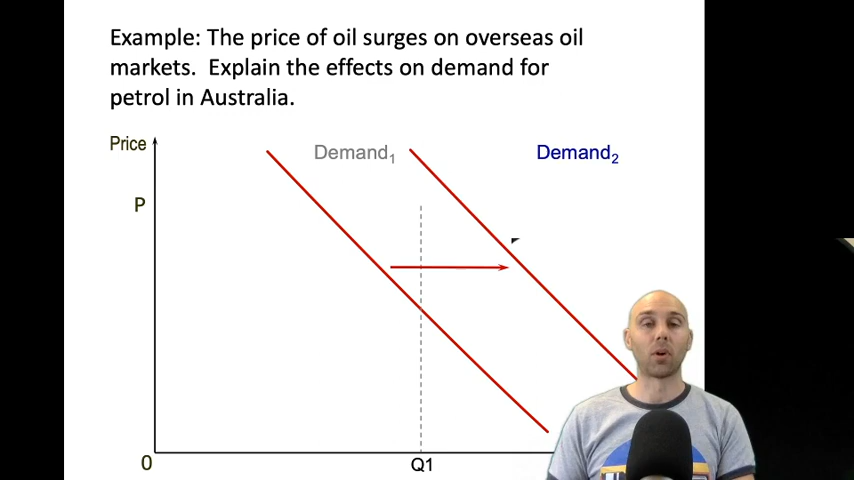 Example: The price of oil surges on overseas oil
markets. Explain the effects on demand for
petrol in Australia.
Price
Demand₁
Demand₂
P
0
Q1